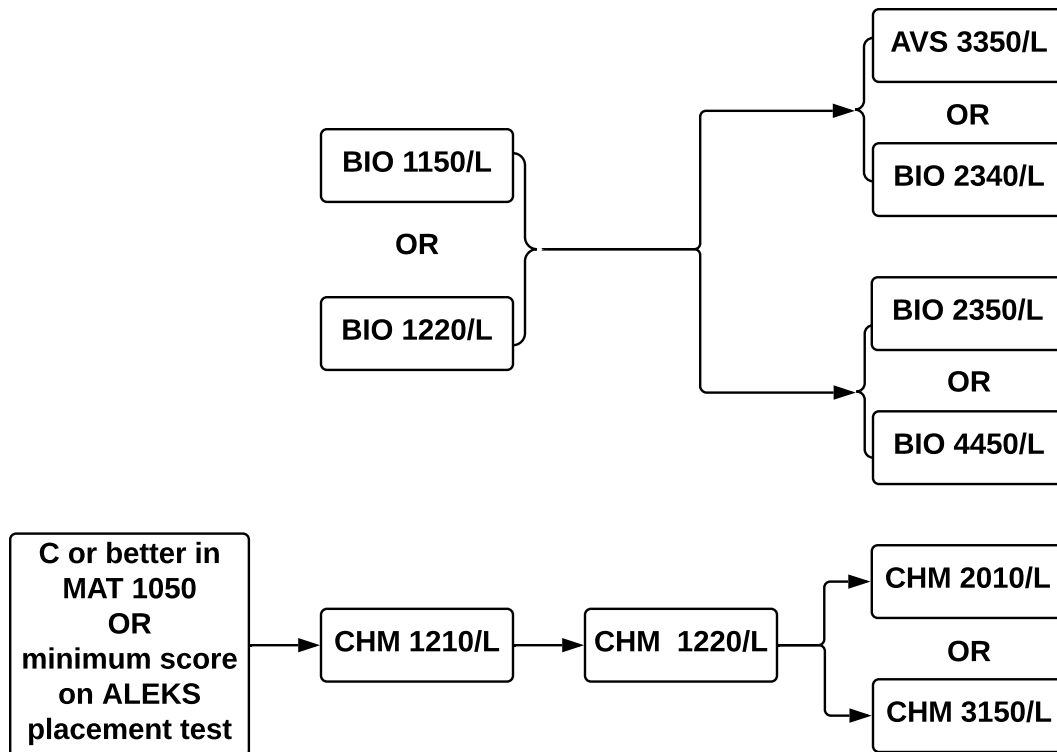 AVS 3350/L
OR
BIO 2340/L
BIO 1150/L
OR
BIO 1220/L
BIO 2350/L
OR
BIO 4450/L
C or better in
MAT 1050
OR
minimum score
on ALEKS
placement test
CHM 1210/L
CHM  1220/L
CHM 2010/L
OR
CHM 3150/L